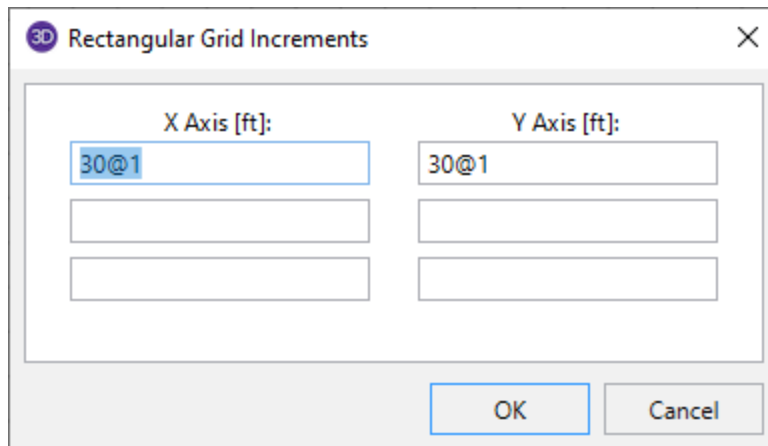 3D Rectangular Grid Increments
X Axis [ft]: Y Axis [ft]:
30@1 30@1
OK Cancel